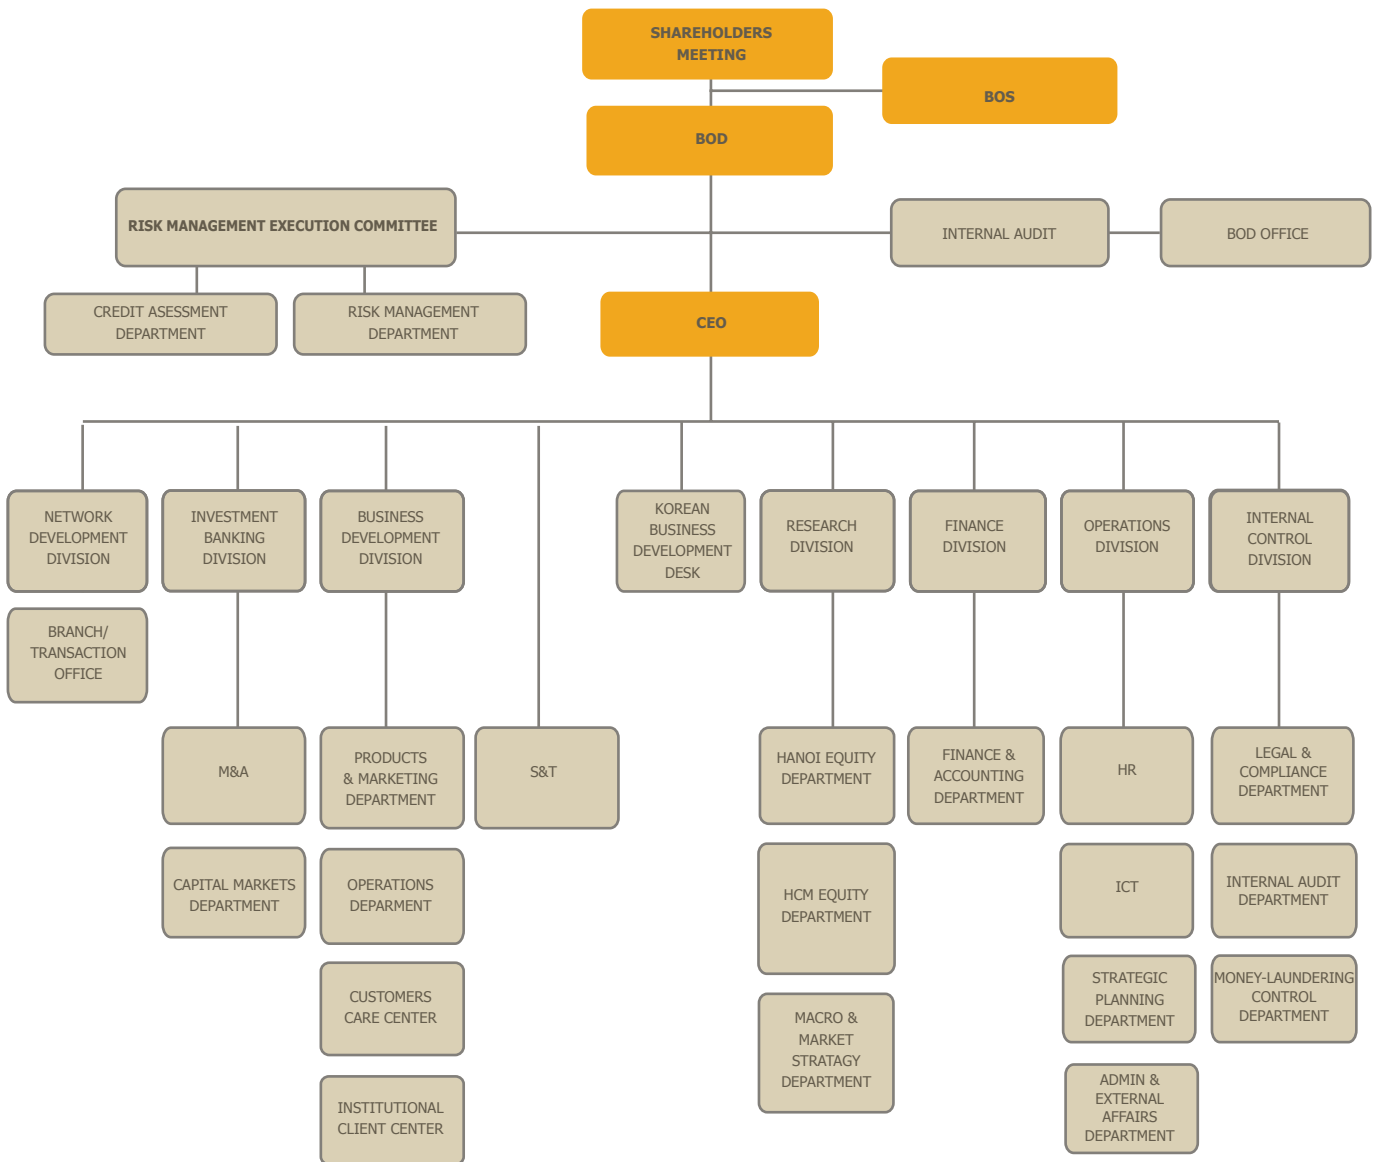 SHAREHOLDERS
MEETING
BOS
BOD
RISK MANAGEMENT EXECUTION COMMITTEE
INTERNAL AUDIT
BOD OFFICE
CREDIT ASESSMENT
DEPARTMENT
RISK MANAGEMENT
DEPARTMENT
CEO
NETWORK
DEVELOPMENT
DIVISION
INVESTMENT
BANKING
DIVISION
BUSINESS
DEVELOPMENT
DIVISION
KOREAN
BUSINESS
DEVELOPMENT
DESK
RESEARCH
DIVISION
FINANCE
DIVISION
OPERATIONS
DIVISION
INTERNAL
CONTROL
DIVISION
BRANCH/
TRANSACTION
OFFICE
M&A
PRODUCTS
& MARKETING
DEPARTMENT
S&T
HANOI EQUITY
DEPARTMENT
FINANCE &
ACCOUNTING
DEPARTMENT
HR
LEGAL &
COMPLIANCE
DEPARTMENT
CAPITAL MARKETS
DEPARTMENT
OPERATIONS
DEPARMENT
HCM EQUITY
DEPARTMENT
ICT
INTERNAL AUDIT
DEPARTMENT
CUSTOMERS
CARE CENTER
MACRO &
MARKET
STRATAGY
DEPARTMENT
STRATEGIC
PLANNING
DEPARTMENT
MONEY-LAUNDERING
CONTROL
DEPARTMENT
INSTITUTIONAL
CLIENT CENTER
ADMIN &
EXTERNAL
AFFAIRS
DEPARTMENT